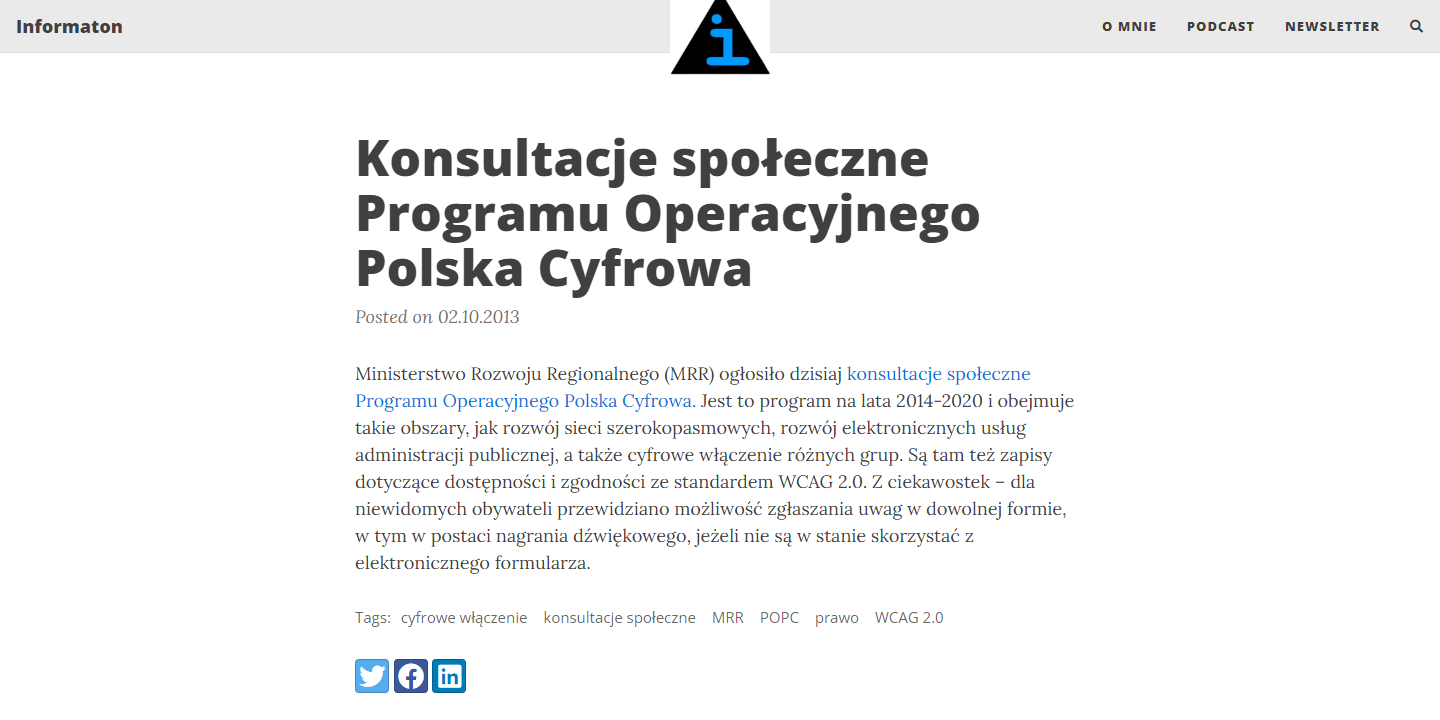 Informaton
i
O MNIE
PODCAST
NEWSLETTER
Konsultacje społeczne
Programu Operacyjnego
Polska Cyfrowa
Posted on 02.10.2013
Ministerstwo Rozwoju Regionalnego (MRR) ogłosiło dzisiaj konsultacje społeczne
Programu Operacyjnego Polska Cyfrowa. Jest to program na lata 2014-2020 i obejmuje
takie obszary, jak rozwój sieci szerokopasmowych, rozwój elektronicznych usług
administracji publicznej, a także cyfrowe włączenie różnych grup. Są tam też zapisy
dotyczące dostępności i zgodności ze standardem WCAG 2.0. Z ciekawostek – dla
niewidomych obywateli przewidziano możliwość zgłaszania uwag w dowolnej formie,
w tym w postaci nagrania dźwiękowego, jeżeli nie są w stanie skorzystać z
elektronicznego formularza.
Tags: cyfrowe włączenie konsultacje społeczne MRR POPC prawo WCAG 2.0